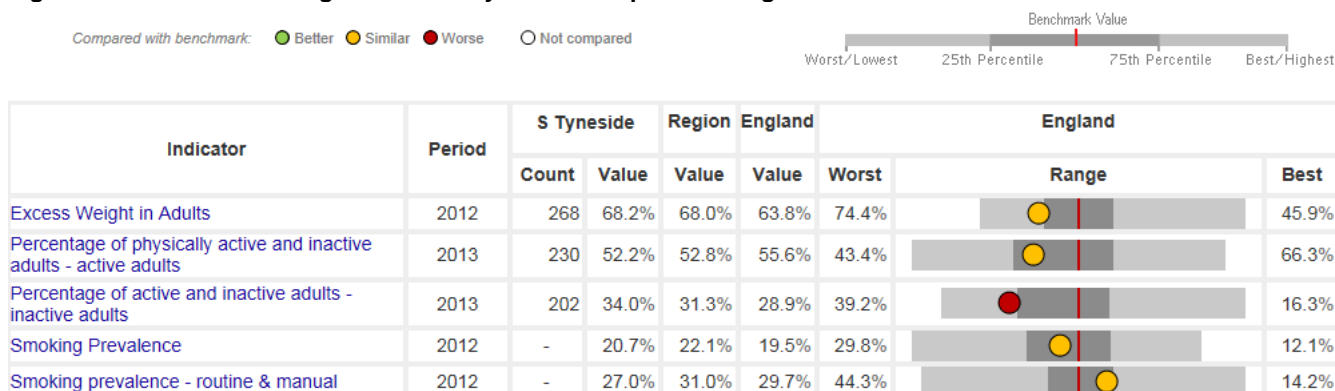 Benchmark Value
Compared with benchmark: Better Similar Worse Not compared
Worst/Lowest 25th Percentile 75th Percentile Best/Highest
Indicator Period S Tyneside Region England England
Count Value Value Value Worst Range Best
Excess Weight in Adults 2012 268 68.2% 68.0% 63.8% 74.4% 45.9%
Percentage of physically active and inactive
adults - active adults 2013 230 52.2% 52.8% 55.6% 43.4% 66.3%
Percentage of active and inactive adults -
inactive adults 2013 202 34.0% 31.3% 28.9% 39.2% 16.3%
Smoking Prevalence 2012 - 20.7% 22.1% 19.5% 29.8% 12.1%
Smoking prevalence - routine & manual 2012 - 27.0% 31.0% 29.7% 44.3% 14.2%